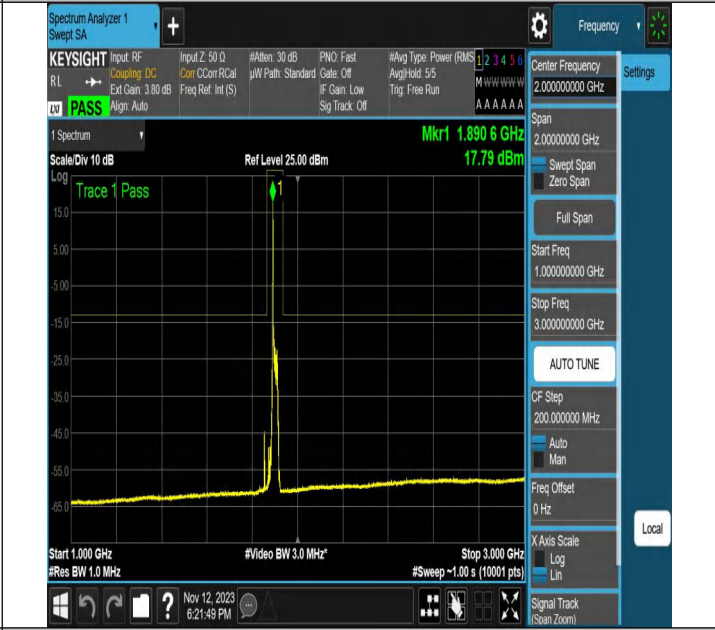 Spectrum Analyzer 1
Swept SA
+
Frequency
KEYSIGHT
RL
LXI
PASS
Input: RF
Coupling: DC
Ext Gain: 3.80 dB
Align: Auto
Input Z: 50 Ω
Corr CCorr RCal
Freq Ref: Int (S)
#Atten: 30 dB
µW Path: Standard
PNO: Fast
Gate: Off
IF Gain: Low
Sig Track: Off
#Avg Type: Power (RMS
Avg|Hold: 5/5
Trig: Free Run
1 2 3 4 5 6
M W W W W W
A A A A A A
1 Spectrum
Scale/Div 10 dB
Ref Level 25.00 dBm
Mkr1 1.890 6 GHz
17.79 dBm
Log
Trace 1 Pass
1
15.0
5.00
-5.00
-15.0
-25.0
-35.0
-45.0
-55.0
-65.0
Start 1.000 GHz
#Video BW 3.0 MHz*
Stop 3.000 GHz
#Res BW 1.0 MHz
#Sweep ~1.00 s (10001 pts)
Center Frequency
2.000000000 GHz
Settings
Span
2.00000000 GHz
Swept Span
Zero Span
Full Span
Start Freq
1.000000000 GHz
Stop Freq
3.000000000 GHz
AUTO TUNE
CF Step
200.000000 MHz
Auto
Man
Freq Offset
0 Hz
X Axis Scale
Log
Lin
Local
Signal Track
(Span Zoom)
?
Nov 12, 2023
6:21:49 PM